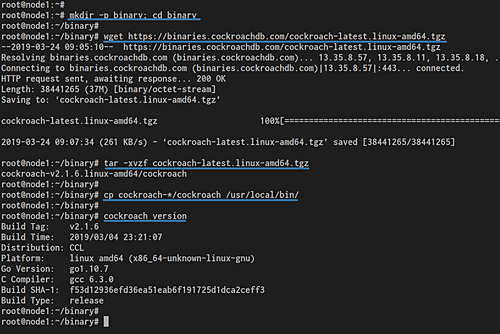 root@node1:~#
root@node1:~# mkdir -p binary; cd binary
root@node1:~/binary#
root@node1:~/binary# wget https://binaries.cockroachdb.com/cockroach-latest.linux-amd64.tgz
--2019-03-24 09:05:10-- https://binaries.cockroachdb.com/cockroach-latest.linux-amd64.tgz
Resolving binaries.cockroachdb.com (binaries.cockroachdb.com)... 13.35.8.57, 13.35.8.11, 13.35.8.18, .
Connecting to binaries.cockroachdb.com (binaries.cockroachdb.com)|13.35.8.57|:443... connected.
HTTP request sent, awaiting response... 200 OK
Length: 38441265 (37M) [binary/octet-stream]
Saving to: ‘cockroach-latest.linux-amd64.tgz’
cockroach-latest.linux-amd64.tgz 100%[===========================================
2019-03-24 09:07:34 (261 KB/s) - ‘cockroach-latest.linux-amd64.tgz’ saved [38441265/38441265]
root@node1:~/binary#
root@node1:~/binary# tar -xvzf cockroach-latest.linux-amd64.tgz
cockroach-v2.1.6.linux-amd64/cockroach
root@node1:~/binary#
root@node1:~/binary# cp cockroach-*/cockroach /usr/local/bin/
root@node1:~/binary#
root@node1:~/binary# cockroach version
Build Tag: v2.1.6
Build Time: 2019/03/04 23:21:07
Distribution: CCL
Platform: linux amd64 (x86_64-unknown-linux-gnu)
Go Version: go1.10.7
C Compiler: gcc 6.3.0
Build SHA-1: f53d12936efd36ea51eab6f191725d1dca2ceff3
Build Type: release
root@node1:~/binary#
root@node1:~/binary#